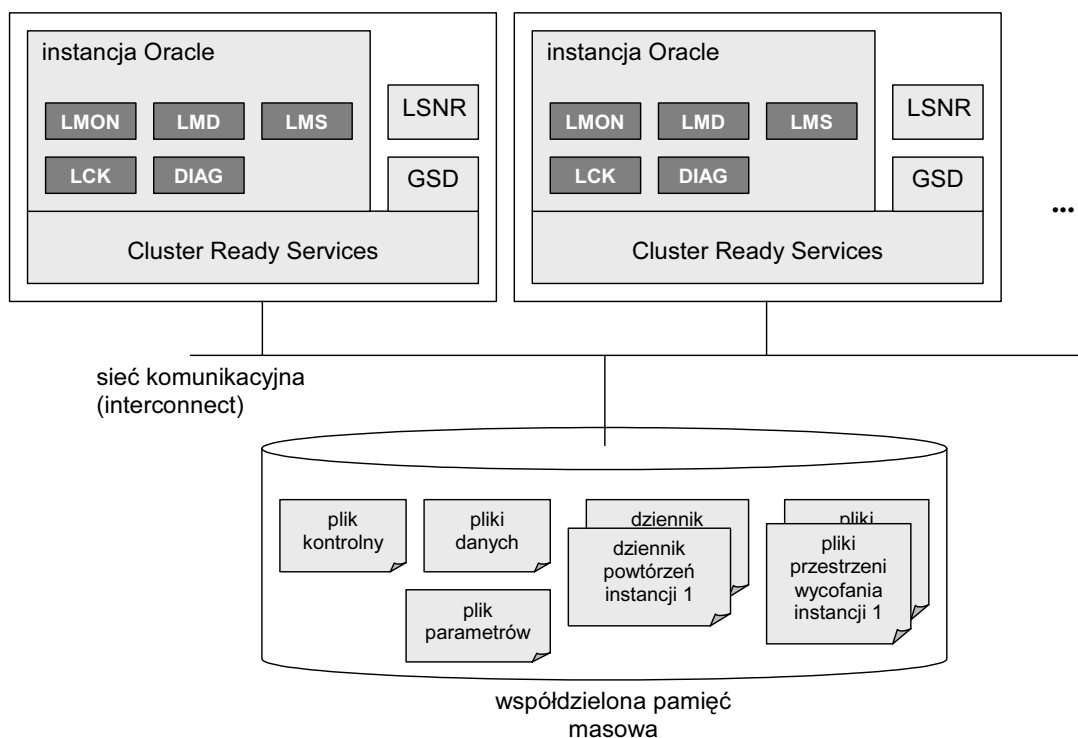 instancja Oracle
LMON LMD LMS
LCK DIAG
LSNR
GSD
Cluster Ready Services
instancja Oracle
LMON LMD LMS
LCK DIAG
LSNR
GSD
Cluster Ready Services
...
sieć komunikacyjna
(interconnect)
plik
kontrolny
pliki
danych
plik
parametrów
dziennik
dziennik
powtórzeń
instancji 1
pliki
pliki
przestrzeni
wycofania
instancji 1
współdzielona pamięć
masowa